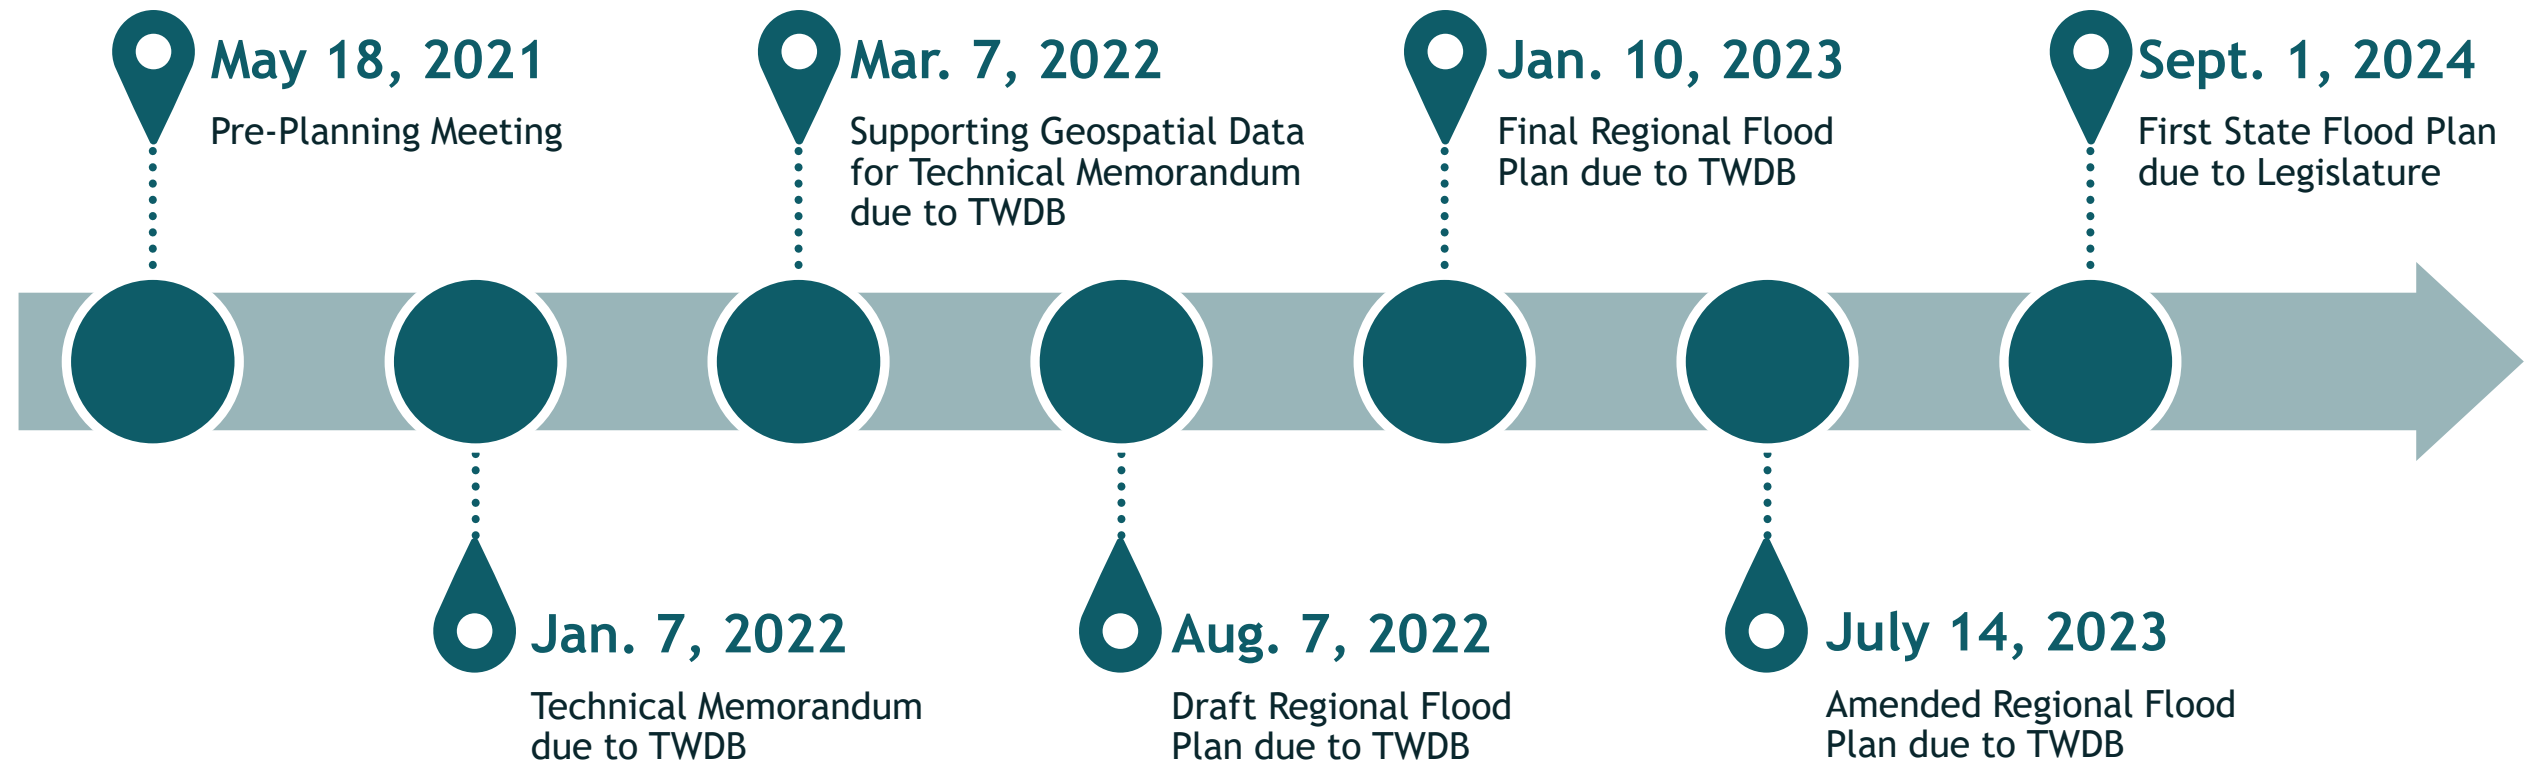 May 18, 2021
Pre-Planning Meeting
Mar. 7, 2022
Supporting Geospatial Data
for Technical Memorandum
due to TWDB
Jan. 10, 2023
Final Regional Flood
Plan due to TWDB
Sept. 1, 2024
First State Flood Plan
due to Legislature
Jan. 7, 2022
Technical Memorandum
due to TWDB
Aug. 7, 2022
Draft Regional Flood
Plan due to TWDB
July 14, 2023
Amended Regional Flood
Plan due to TWDB